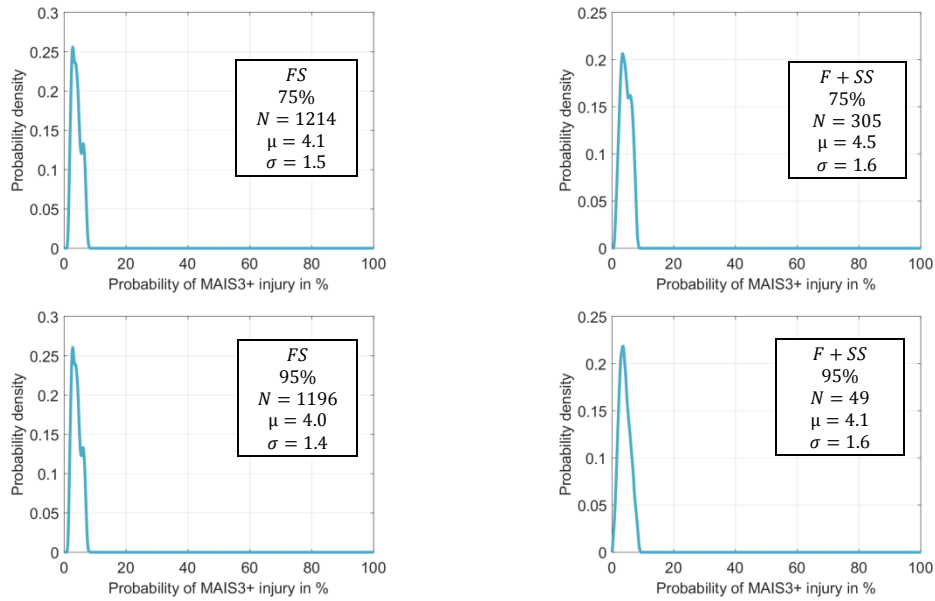 0.3
0.25
0.2
0.15
0.1
0.05
0
Probability density
FS
75%
N = 1214
μ = 4.1
σ = 1.5
0 20 40 60 80 100
Probability of MAIS3+ injury in %
0.25
0.2
0.15
0.1
0.05
0
Probability density
F + SS
75%
N = 305
μ = 4.5
σ = 1.6
0 20 40 60 80 100
Probability of MAIS3+ injury in %
0.3
0.25
0.2
0.15
0.1
0.05
0
Probability density
FS
95%
N = 1196
μ = 4.0
σ = 1.4
0 20 40 60 80 100
Probability of MAIS3+ injury in %
0.25
0.2
0.15
0.1
0.05
0
Probability density
F + SS
95%
N = 49
μ = 4.1
σ = 1.6
0 20 40 60 80 100
Probability of MAIS3+ injury in %